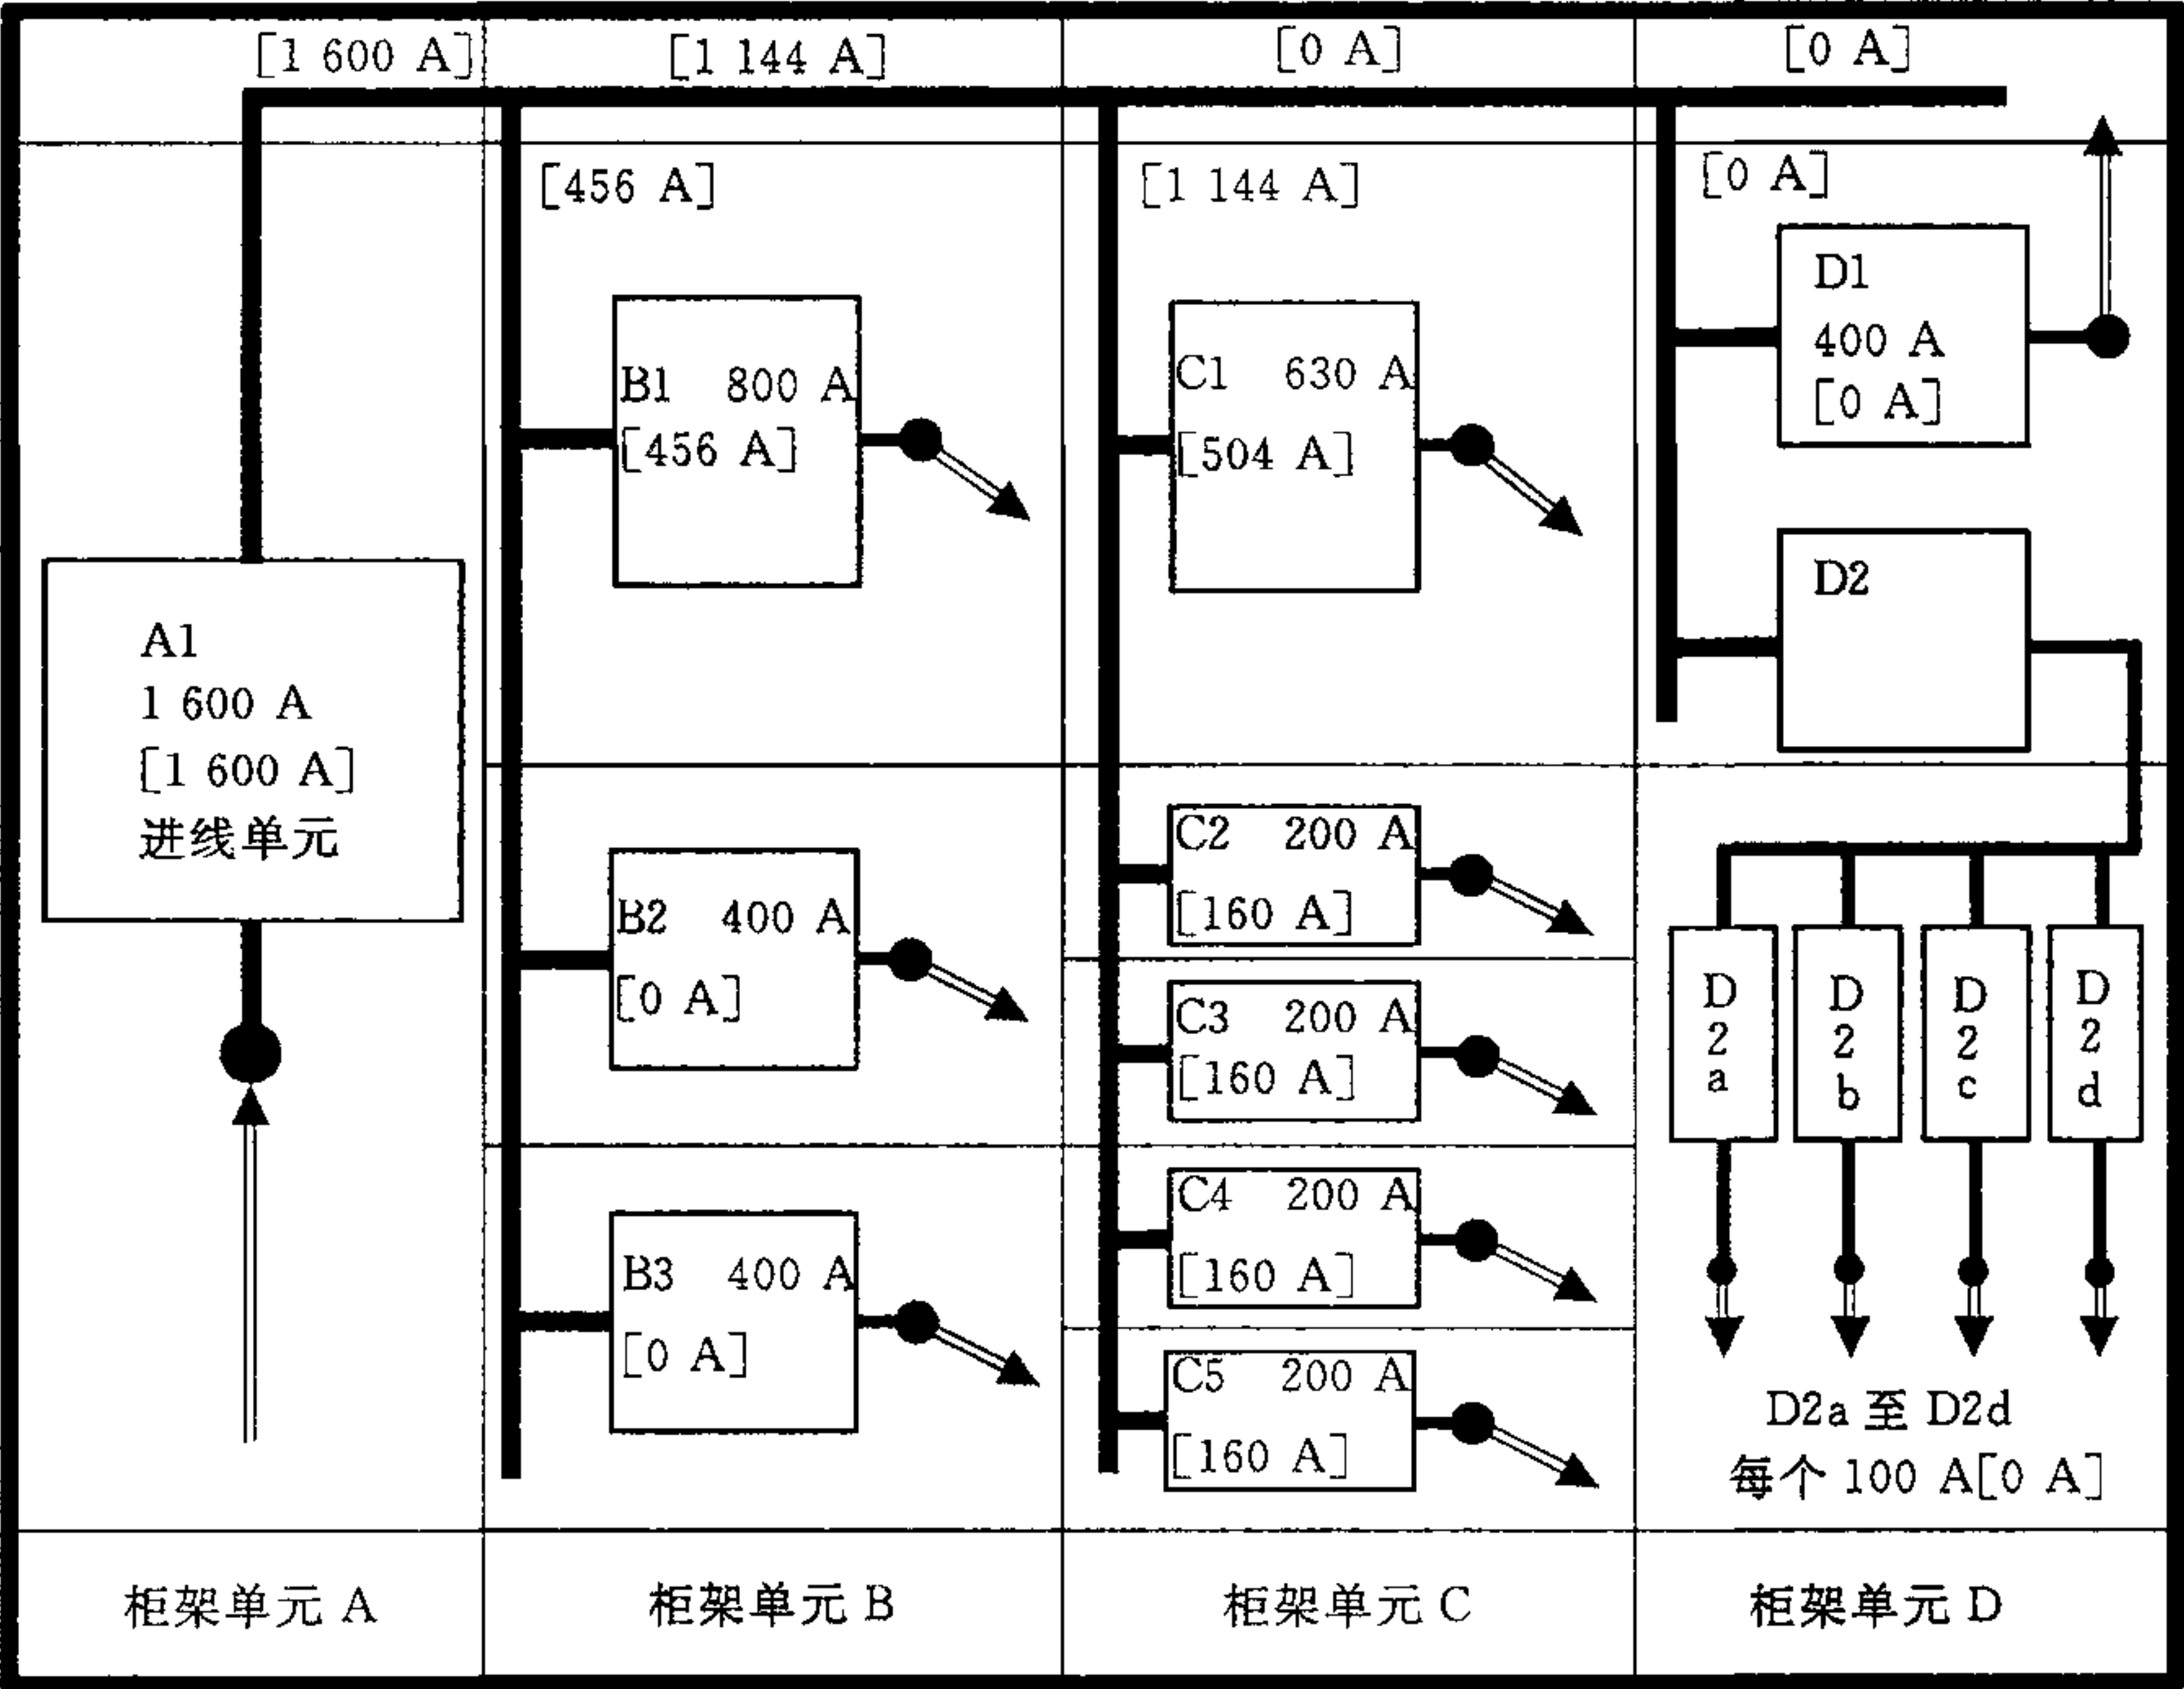 [1 600 A]
[1 144 A]
[0 A]
[0 A]
A1
1 600 A
[1 600 A]
进线单元
[456 A]
B1 800 A
[456 A]
B2 400 A
[0 A]
B3 400 A
[0 A]
[1 144 A]
C1 630 A
[504 A]
C2 200 A
[160 A]
C3 200 A
[160 A]
C4 200 A
[160 A]
C5 200 A
[160 A]
[0 A]
D1
400 A
[0 A]
D2
D2a
D2b
D2c
D2d
D2a 至 D2d
每个 100 A[0 A]
柜架单元 A
柜架单元 B
柜架单元 C
柜架单元 D